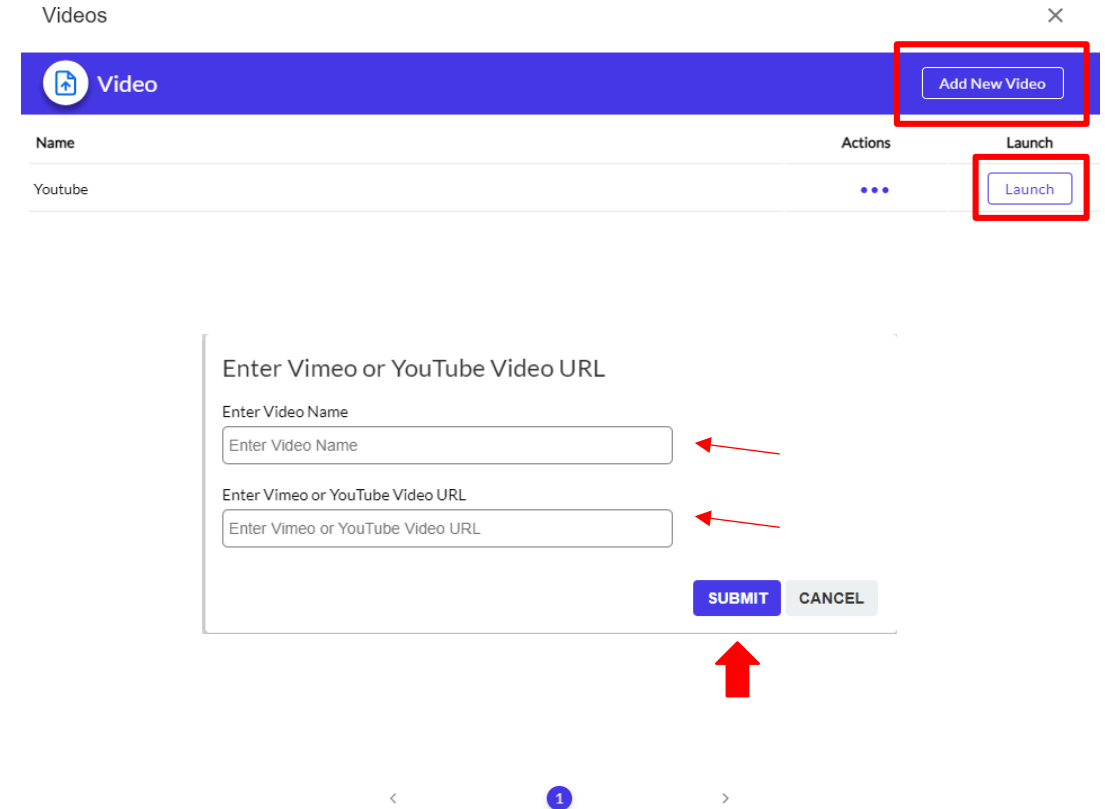 Videos
Video
Add New Video
Name Actions Launch
Youtube Launch
Enter Vimeo or YouTube Video URL
Enter Video Name
Enter Video Name
Enter Vimeo or YouTube Video URL
Enter Vimeo or YouTube Video URL
SUBMIT CANCEL
1